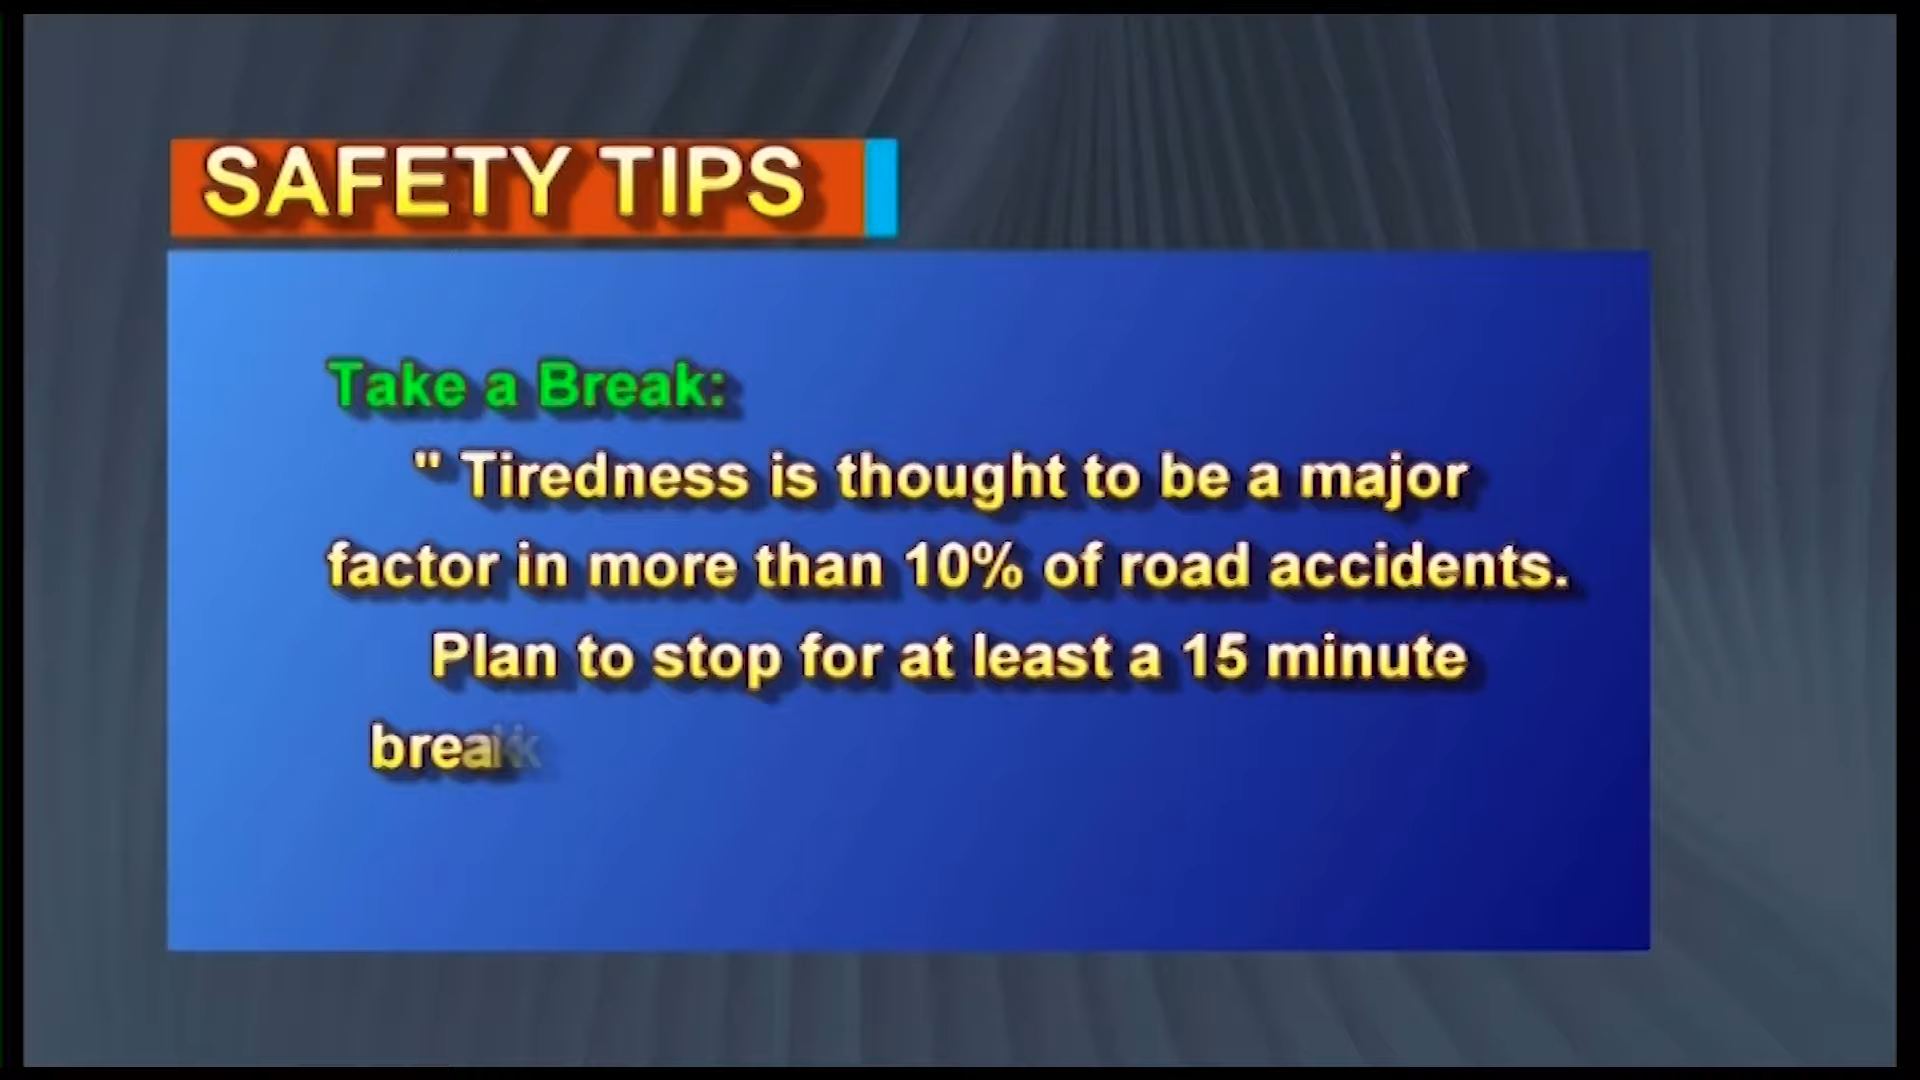 SAFETY TIPS
Take a Break:
" Tiredness is thought to be a major
factor in more than 10% of road accidents.
Plan to stop for at least a 15 minute
break